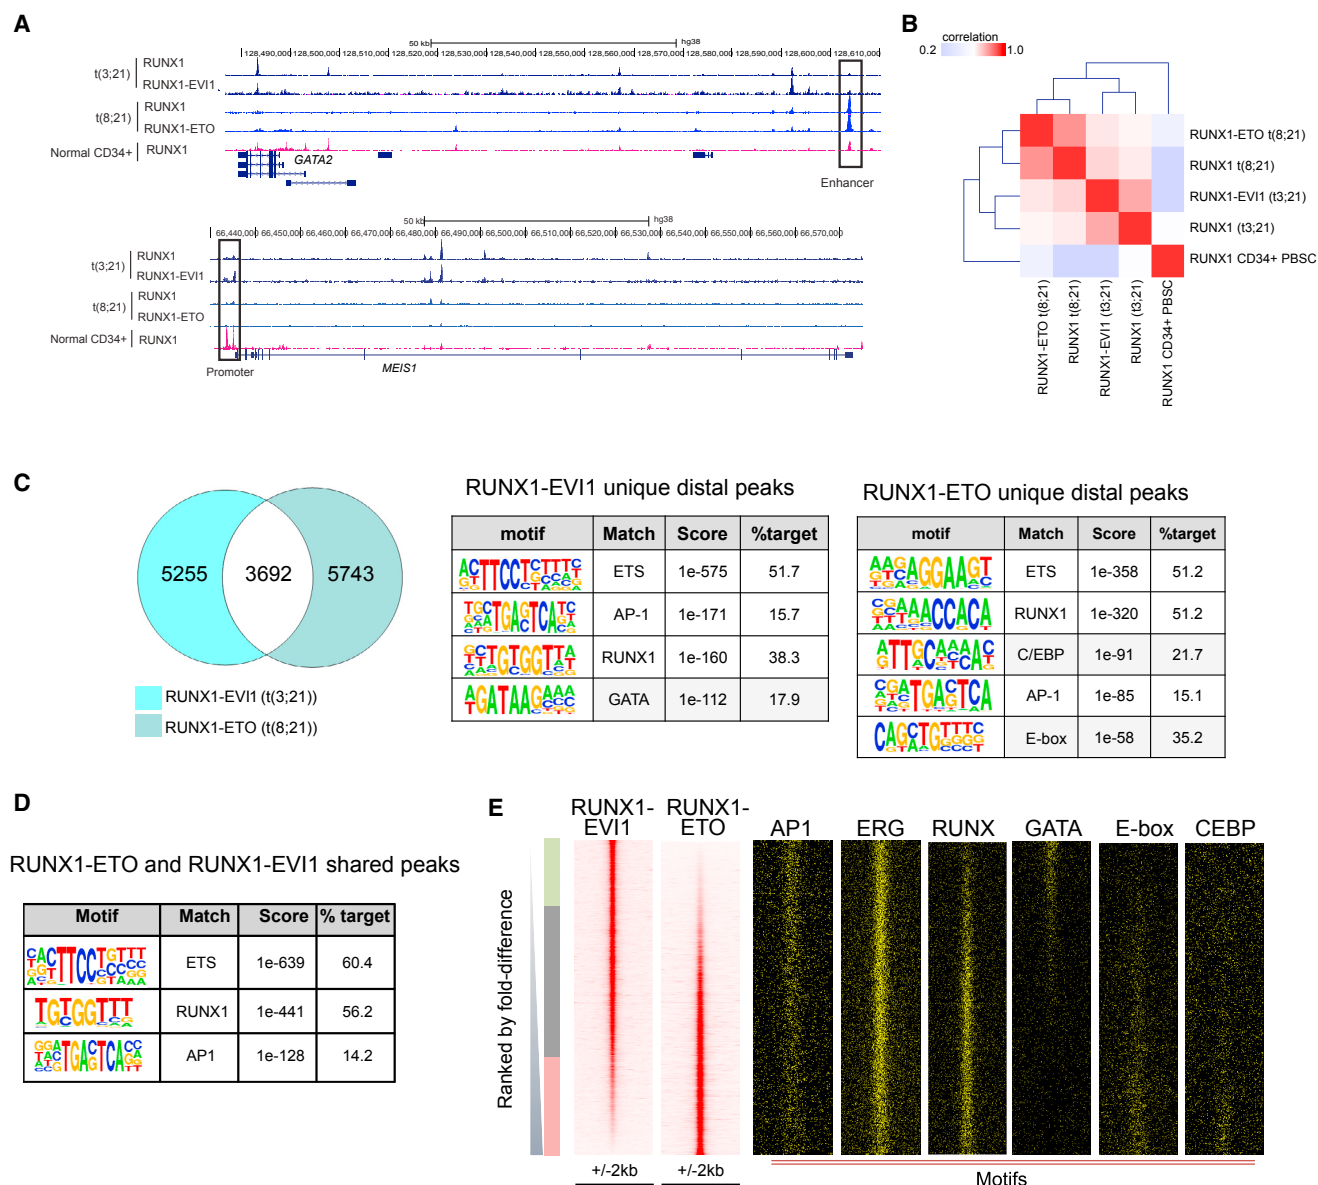 A
50 kb
hg38
128,490,000 128,500,000 128,510,000 128,520,000 128,530,000 128,540,000 128,550,000 128,560,000 128,570,000 128,580,000 128,590,000 128,600,000 128,610,000
t(3;21)
RUNX1
RUNX1-EVI1
t(8;21)
RUNX1
RUNX1-ETO
Normal CD34+
RUNX1
GATA2
Enhancer
50 kb
hg38
66,440,000 66,450,000 66,460,000 66,470,000 66,480,000 66,490,000 66,500,000 66,510,000 66,520,000 66,530,000 66,540,000 66,550,000 66,560,000 66,570,000
t(3;21)
RUNX1
RUNX1-EVI1
t(8;21)
RUNX1
RUNX1-ETO
Normal CD34+
RUNX1
Promoter
MEIS1
B
correlation
0.2
1.0
RUNX1-ETO t(8;21)
RUNX1 t(8;21)
RUNX1-EVI1 (t3;21)
RUNX1 (t3;21)
RUNX1 CD34+ PBSC
RUNX1-ETO t(8;21)
RUNX1 t(8;21)
RUNX1-EVI1 (t3;21)
RUNX1 (t3;21)
RUNX1 CD34+ PBSC
C
5255
3692
5743
RUNX1-EVI1 (t(3;21))
RUNX1-ETO (t(8;21))
RUNX1-EVI1 unique distal peaks
motif Match Score %target
ETS 1e-575 51.7
AP-1 1e-171 15.7
RUNX1 1e-160 38.3
GATA 1e-112 17.9
RUNX1-ETO unique distal peaks
motif Match Score %target
ETS 1e-358 51.2
RUNX1 1e-320 51.2
C/EBP 1e-91 21.7
AP-1 1e-85 15.1
E-box 1e-58 35.2
D
RUNX1-ETO and RUNX1-EVI1 shared peaks
Motif Match Score % target
ETS 1e-639 60.4
RUNX1 1e-441 56.2
AP1 1e-128 14.2
E
RUNX1-
EVI1
RUNX1-
ETO
AP1
ERG
RUNX
GATA
E-box
CEBP
Ranked by fold-difference
+/-2kb
+/-2kb
Motifs